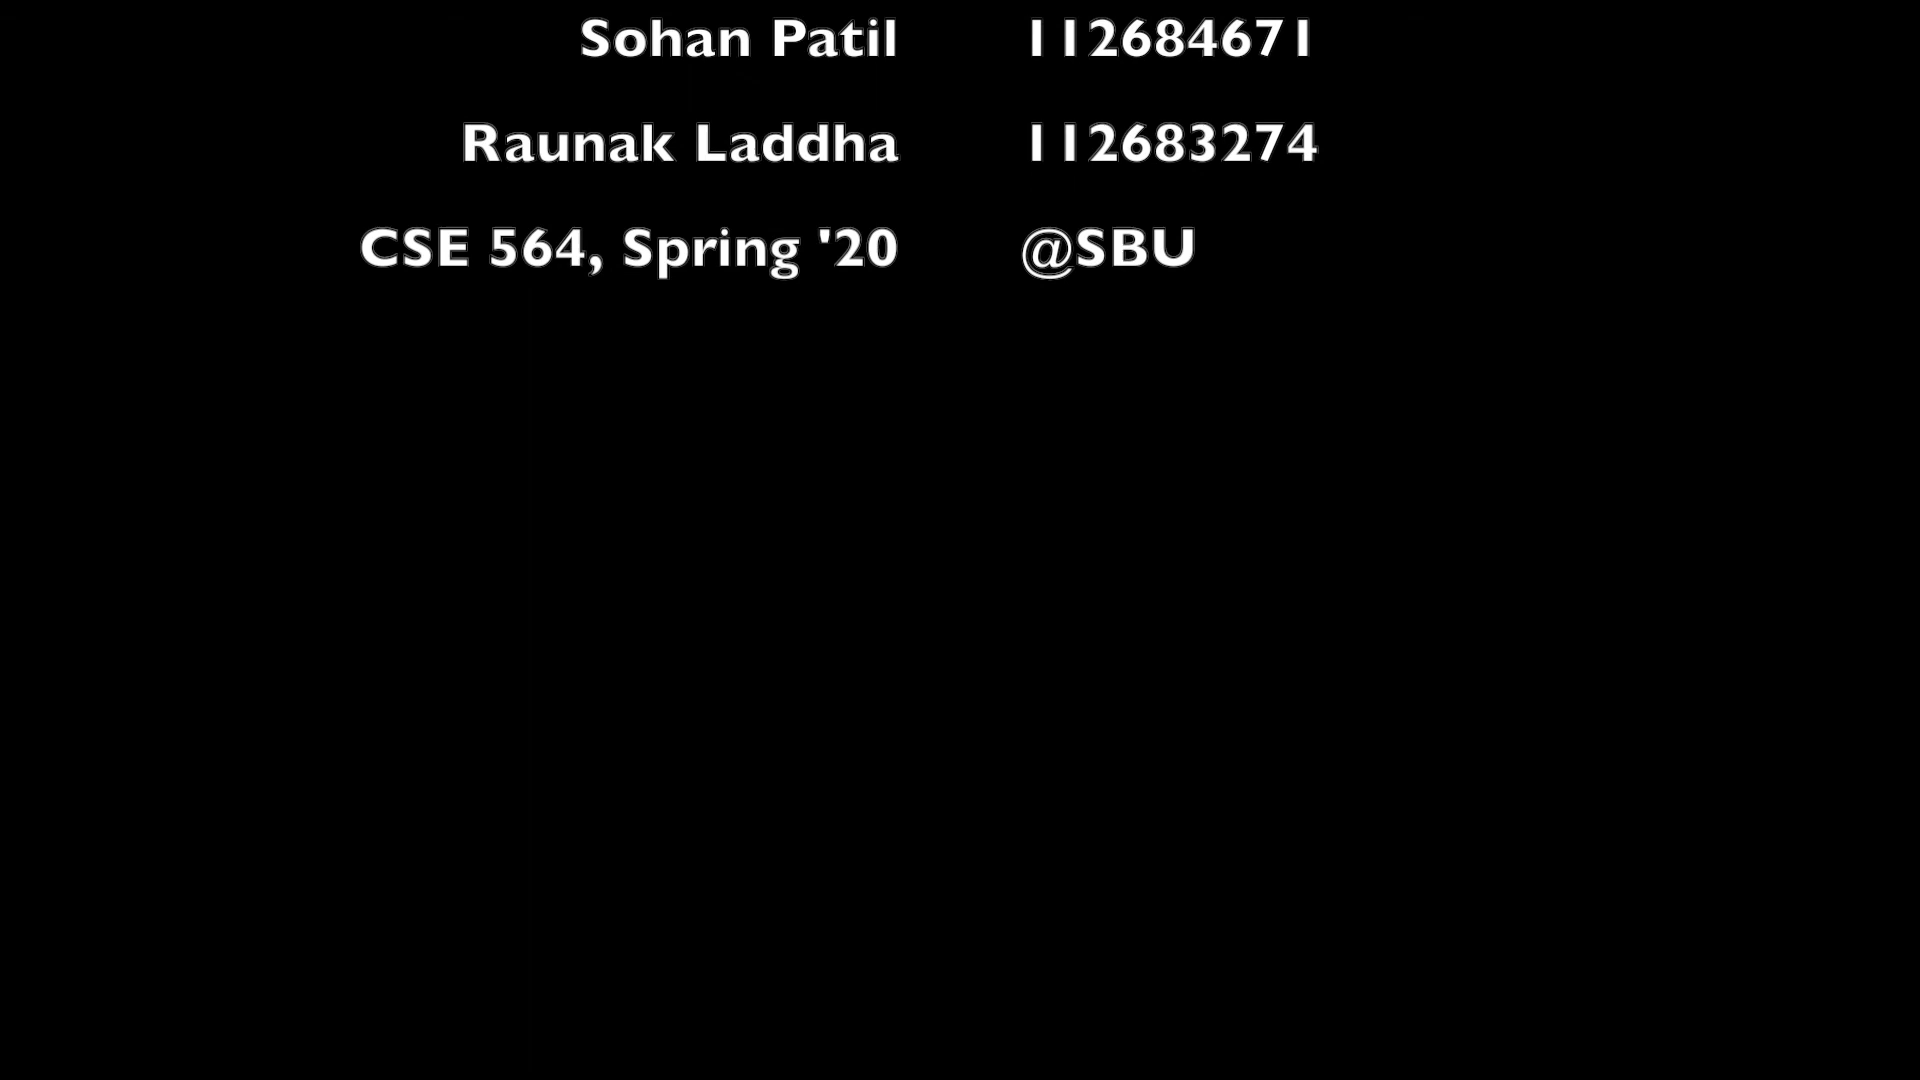 Sohan Patil 112684671
Raunak Laddha 112683274
CSE 564, Spring '20 @SBU